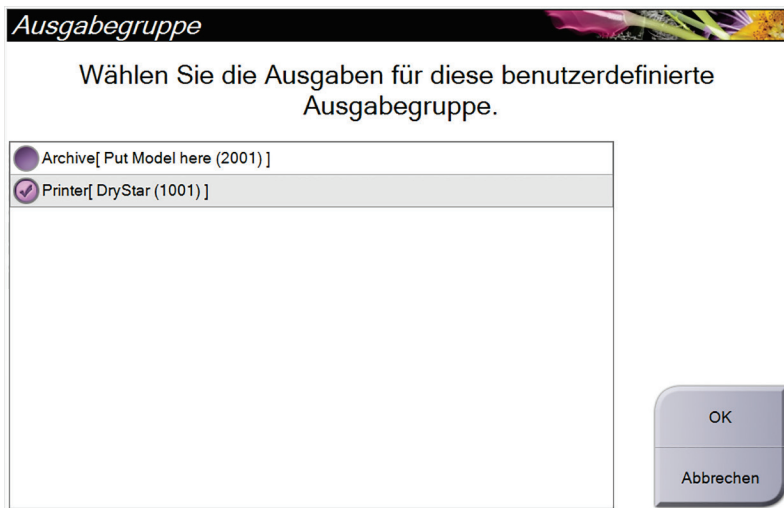 Ausgabegruppe
Wählen Sie die Ausgaben für diese benutzerdefinierte
Ausgabegruppe.
Archive[ Put Model here (2001) ]
Printer[ DryStar (1001) ]
OK
Abbrechen